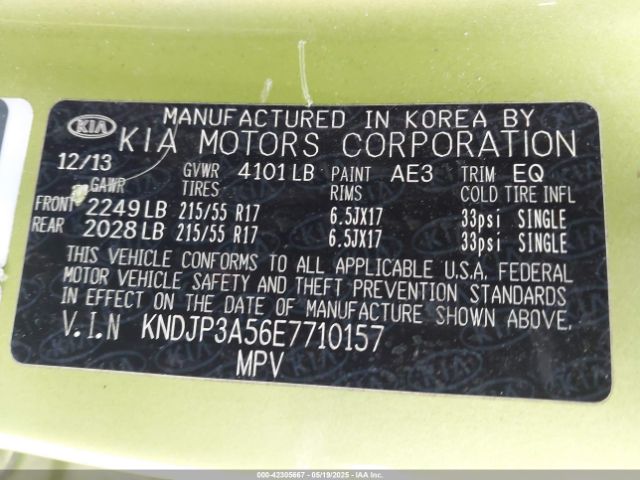 MANUFACTURED IN KOREA BY
KIA KIA MOTORS CORPORATION
12/13 GVWR 4101 LB PAINT AE3 TRIM EQ
GAWR TIRES RIMS COLD TIRE INFL
FRONT 2249 LB 215/55 R17 6.5JX17 33psi SINGLE
REAR 2028 LB 215/55 R17 6.5JX17 33psi SINGLE
THIS VEHICLE CONFORMS TO ALL APPLICABLE U.S.A. FEDERAL
MOTOR VEHICLE SAFETY AND THEFT PREVENTION STANDARDS
IN EFFECT ON THE DATE OF MANUFACTURE SHOWN ABOVE.
V.I.N KNDJP3A56E7710157
MPV
000-42305667 - 05/19/2025 - IAAI.COM